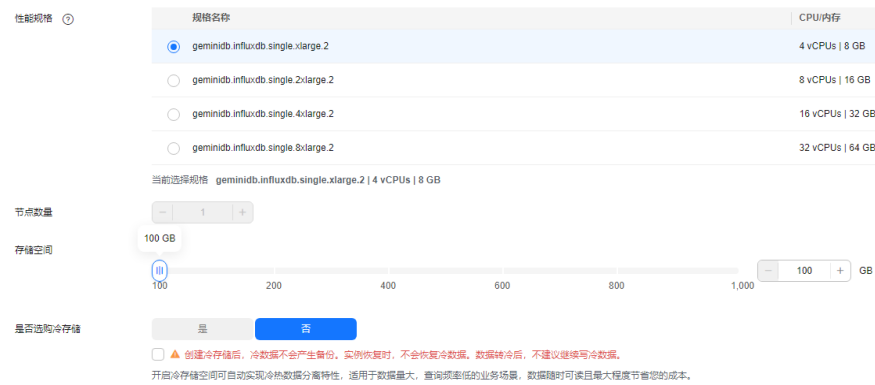 性能规格 ?
规格名称 CPU/内存
geminidb.influxdb.single.xlarge.2 4 vCPUs | 8 GB
geminidb.influxdb.single.2xlarge.2 8 vCPUs | 16 GB
geminidb.influxdb.single.4xlarge.2 16 vCPUs | 32 GB
geminidb.influxdb.single.8xlarge.2 32 vCPUs | 64 GB
当前选择规格 geminidb.influxdb.single.xlarge.2 | 4 vCPUs | 8 GB
节点数量 − 1 +
100 GB
存储空间
− 100 + GB
100 200 400 600 800 1,000
是否选购冷存储 是 否
创建冷存储后，冷数据不会产生备份。实例恢复时，不会恢复冷数据。数据转冷后，不建议继续写冷数据。
开启冷存储空间可自动实现冷热数据分离特性，适用于数据量大，查询频率低的业务场景，数据随时可读且最大程度节省您的成本。